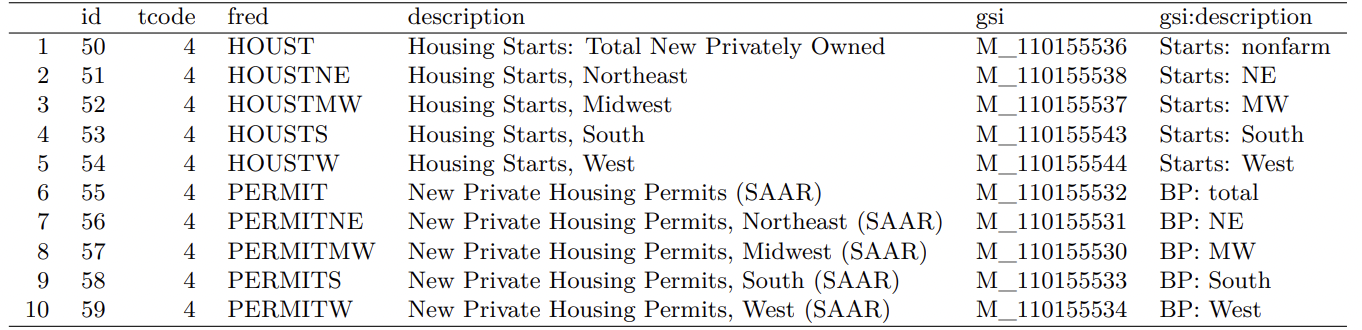 id tcode fred description gsi gsi:description
1 50 4 HOUST Housing Starts: Total New Privately Owned M_110155536 Starts: nonfarm
2 51 4 HOUSTNE Housing Starts, Northeast M_110155538 Starts: NE
3 52 4 HOUSTMW Housing Starts, Midwest M_110155537 Starts: MW
4 53 4 HOUSTS Housing Starts, South M_110155543 Starts: South
5 54 4 HOUSTW Housing Starts, West M_110155544 Starts: West
6 55 4 PERMIT New Private Housing Permits (SAAR) M_110155532 BP: total
7 56 4 PERMITNE New Private Housing Permits, Northeast (SAAR) M_110155531 BP: NE
8 57 4 PERMITMW New Private Housing Permits, Midwest (SAAR) M_110155530 BP: MW
9 58 4 PERMITS New Private Housing Permits, South (SAAR) M_110155533 BP: South
10 59 4 PERMITW New Private Housing Permits, West (SAAR) M_110155534 BP: West